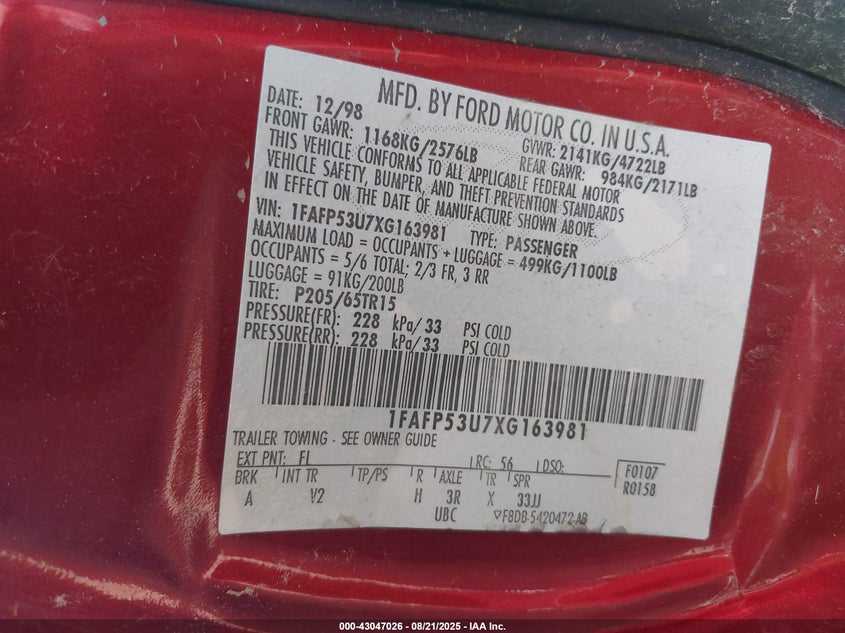 MFD. BY FORD MOTOR CO. IN U.S.A.
DATE: 12/98 GVWR: 2141KG/4722LB
FRONT GAWR: 1168KG/2576LB REAR GAWR: 984KG/2171LB
THIS VEHICLE CONFORMS TO ALL APPLICABLE FEDERAL MOTOR
VEHICLE SAFETY, BUMPER, AND THEFT PREVENTION STANDARDS
IN EFFECT ON THE DATE OF MANUFACTURE SHOWN ABOVE.
VIN: 1FAFP53U7XG163981 TYPE: PASSENGER
MAXIMUM LOAD = OCCUPANTS + LUGGAGE = 499KG/1100LB
OCCUPANTS = 5/6 TOTAL; 2/3 FR, 3 RR
LUGGAGE = 91KG/200LB
TIRE: P205/65TR15
PRESSURE(FR): 228 kPa/33 PSI COLD
PRESSURE(RR): 228 kPa/33 PSI COLD
1FAFP53U7XG163981
TRAILER TOWING - SEE OWNER GUIDE
EXT PNT: FL RC: 56 DSO: F0107
BRK INT TR TP/PS R AXLE TR SPR R0158
A V2 H 3R X 33JJ
UBC F8DB-5420472-AB
000-43047026 - 08/21/2025 - IAA Inc.